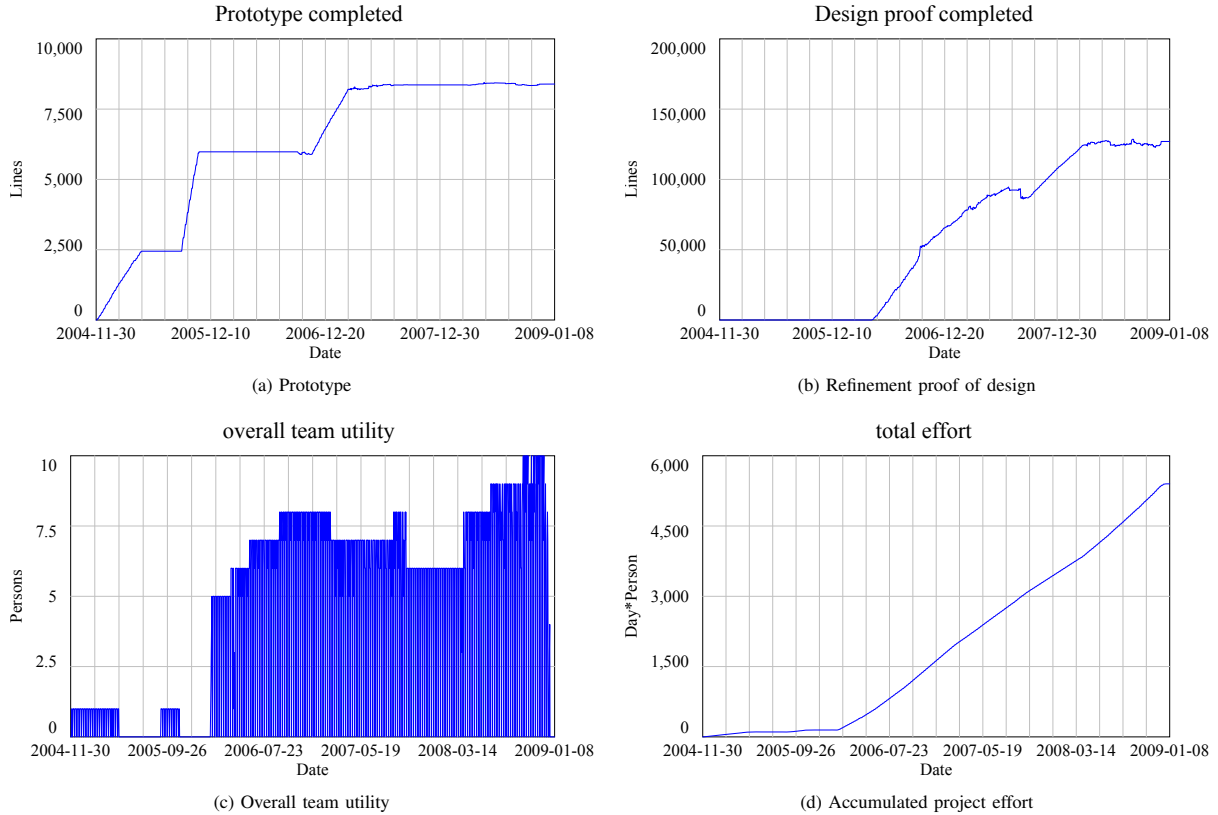 Prototype completed
10,000
7,500
5,000
2,500
0
Lines
2004-11-30 2005-12-10 2006-12-20 2007-12-30 2009-01-08
Date
(a) Prototype
Design proof completed
200,000
150,000
100,000
50,000
0
Lines
2004-11-30 2005-12-10 2006-12-20 2007-12-30 2009-01-08
Date
(b) Refinement proof of design
overall team utility
10
7.5
5
2.5
0
Persons
2004-11-30 2005-09-26 2006-07-23 2007-05-19 2008-03-14 2009-01-08
Date
(c) Overall team utility
total effort
6,000
4,500
3,000
1,500
0
Day*Person
2004-11-30 2005-09-26 2006-07-23 2007-05-19 2008-03-14 2009-01-08
Date
(d) Accumulated project effort